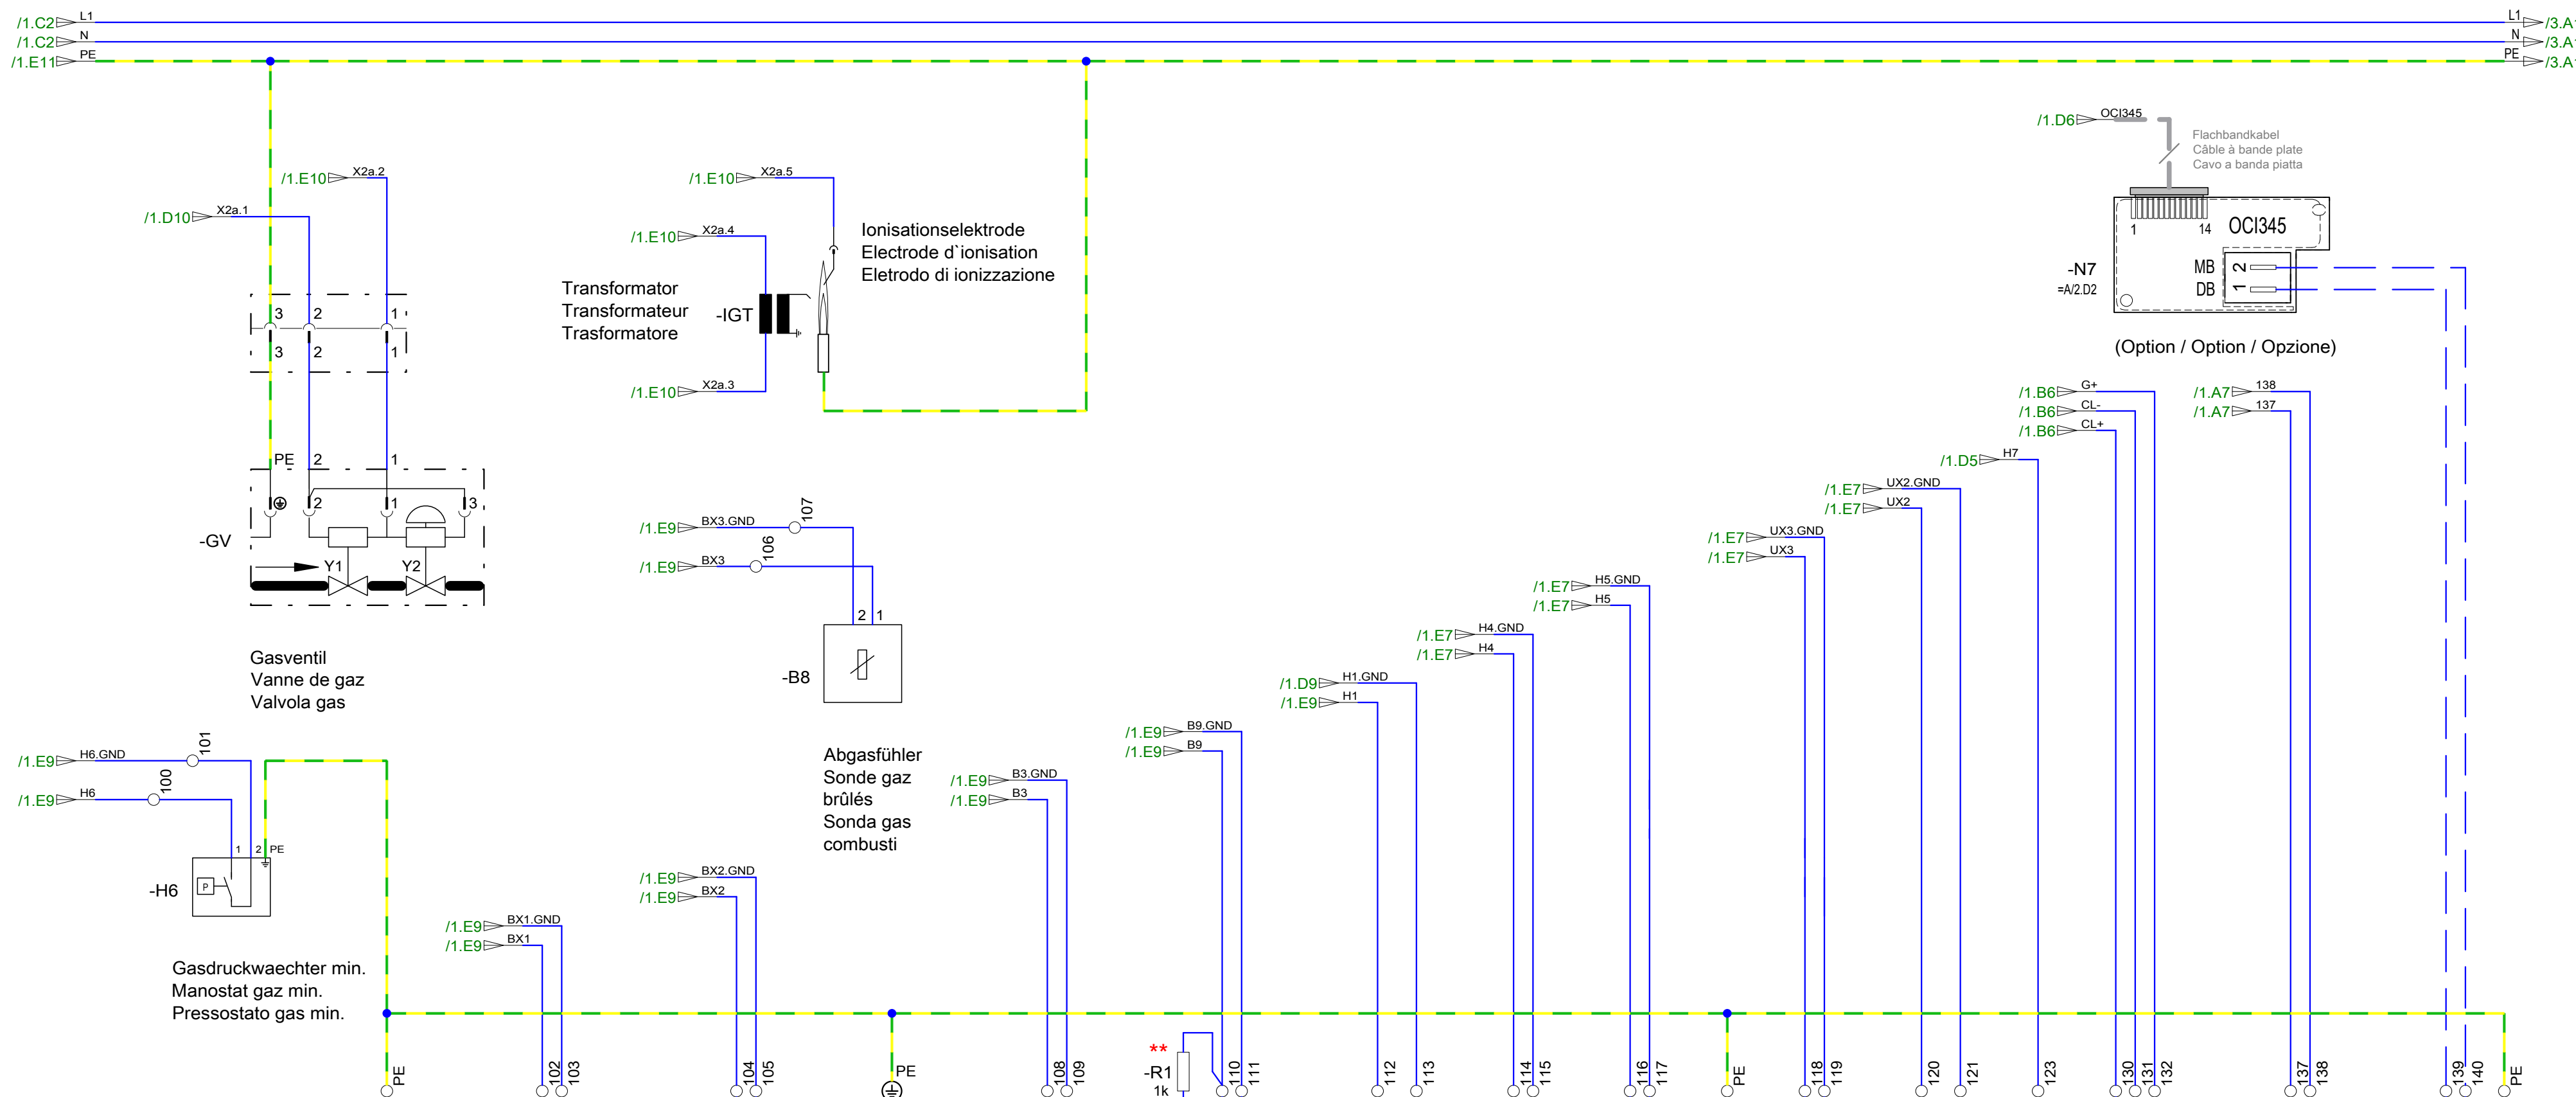 /1.C2 L1
L1 /3.A
/1.C2 N
N /3.A
/1.E11 PE
PE /3.A
/1.D6 OCI345
Flachbandkabel
Câble à bande plate
Cavo a banda piatta
/1.E10 X2a.2
/1.D10 X2a.1
3 2 1
3 2 1
PE 2 1
2 1 3
-GV
Y1 Y2
Gasventil
Vanne de gaz
Valvola gas
/1.E10 X2a.5
/1.E10 X2a.4
/1.E10 X2a.3
Transformator
Transformateur
Trasformatore
-IGT
Ionisationselektrode
Electrode d`ionisation
Eletrodo di ionizzazione
1 14 OCI345
-N7
=A/2.D2
MB 2
DB 1
(Option / Option / Opzione)
/1.E9 BX3.GND 107
/1.E9 BX3 106
2 1
-B8
Abgasfühler
Sonde gaz
brûlés
Sonda gas
combusti
/1.B6 G+
/1.B6 CL-
/1.B6 CL+
/1.A7 138
/1.A7 137
/1.D5 H7
/1.E7 UX2.GND
/1.E7 UX2
/1.E7 UX3.GND
/1.E7 UX3
/1.E7 H5.GND
/1.E7 H5
/1.E7 H4.GND
/1.E7 H4
/1.D9 H1.GND
/1.E9 H1
/1.E9 B9.GND
/1.E9 B9
/1.E9 B3.GND
/1.E9 B3
/1.E9 BX2.GND
/1.E9 BX2
/1.E9 BX1.GND
/1.E9 BX1
/1.E9 H6.GND 101
/1.E9 H6 100
1 2 PE
-H6
P
Gasdruckwaechter min.
Manostat gaz min.
Pressostato gas min.
**
-R1
1k
PE 102 103 104 105 PE 108 109 110 111 112 113 114 115 116 117 PE 118 119 120 121 123 130 131 132 137 138 139 140 PE